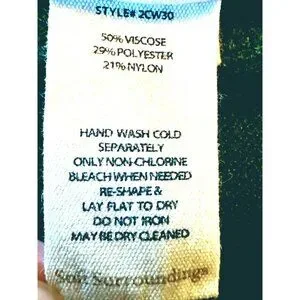 STYLE# 2CW30
50% VISCOSE
29% POLYESTER
21% NYLON
HAND WASH COLD
SEPARATELY
ONLY NON-CHLORINE
BLEACH WHEN NEEDED
RE-SHAPE &
LAY FLAT TO DRY
DO NOT IRON
MAY BE DRY CLEANED
Soft Surroundings